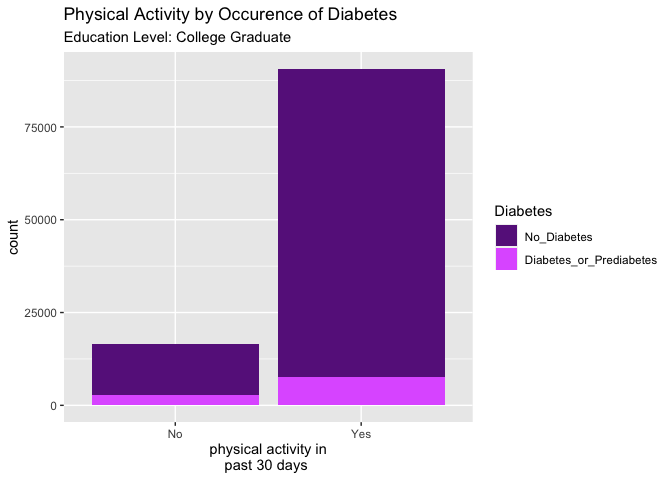 Physical Activity by Occurence of Diabetes
Education Level: College Graduate
75000
50000
25000
0
count
No
Yes
physical activity in
past 30 days
Diabetes
No_Diabetes
Diabetes_or_Prediabetes